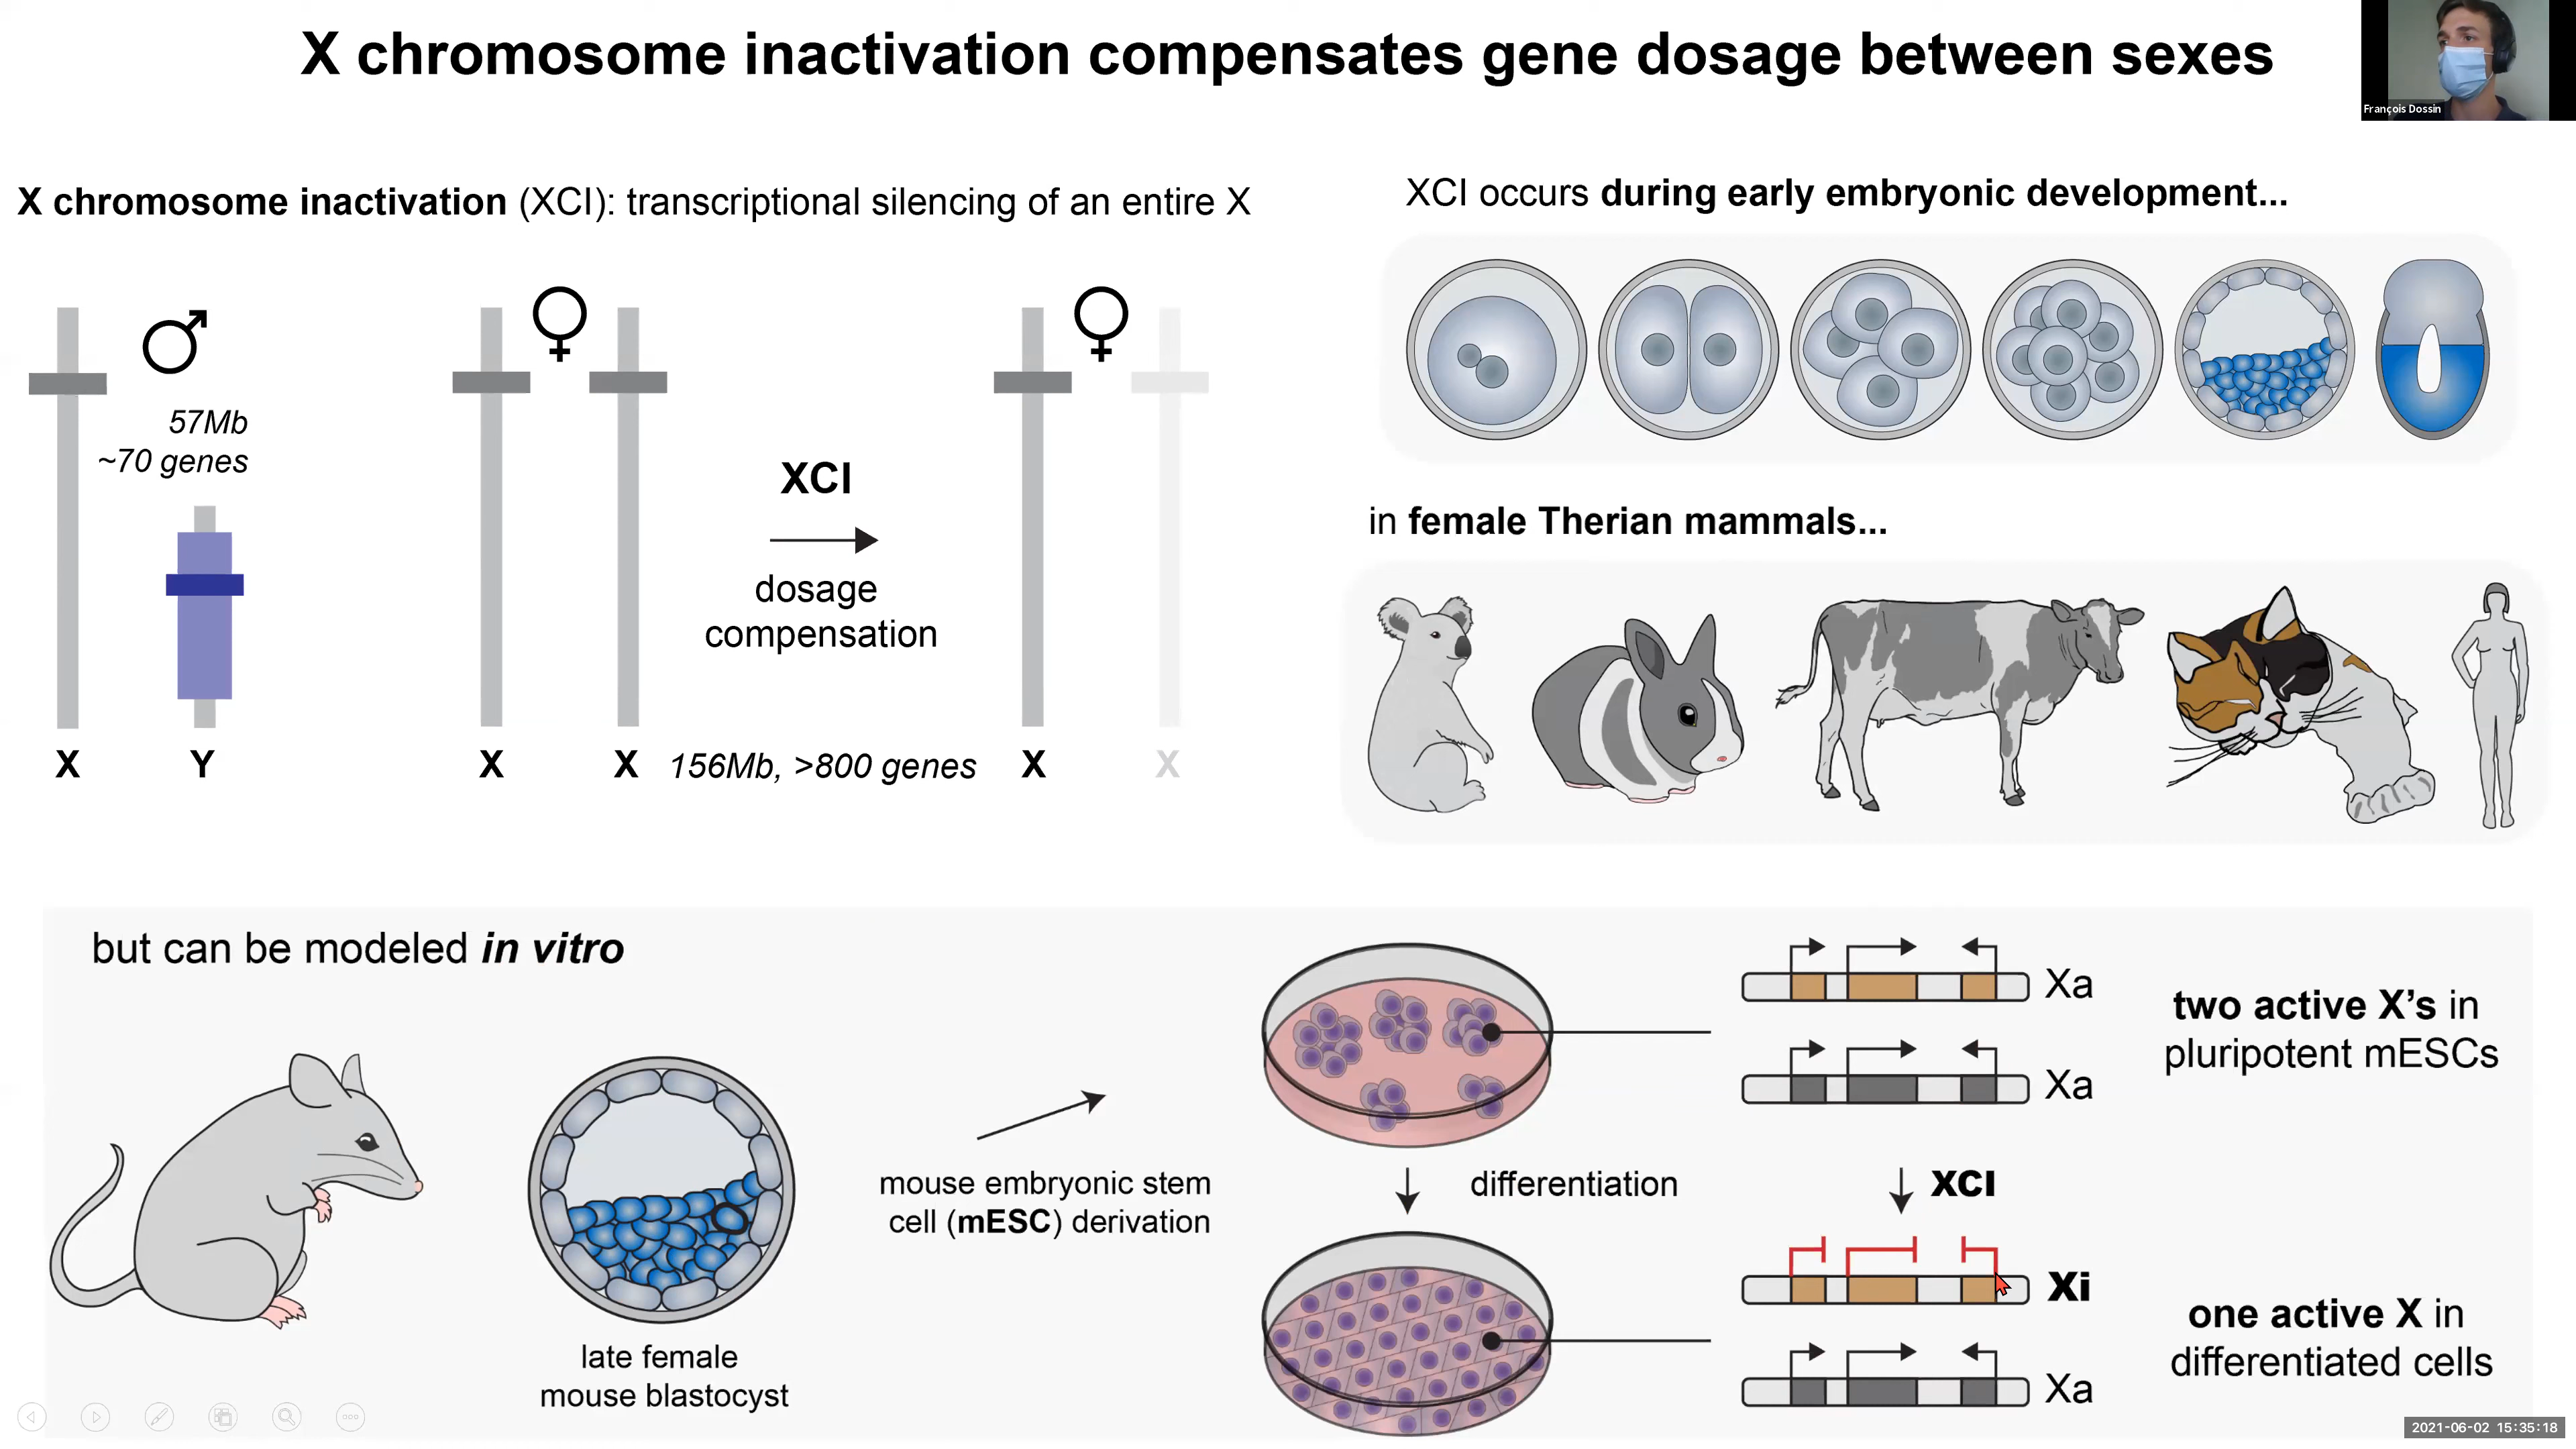 X chromosome inactivation compensates gene dosage between sexes
François Dossin
X chromosome inactivation (XCI): transcriptional silencing of an entire X
57Mb
~70 genes
X
Y
X
X
156Mb, >800 genes
XCI
dosage
compensation
X
X
XCI occurs during early embryonic development...
in female Therian mammals...
but can be modeled in vitro
late female
mouse blastocyst
mouse embryonic stem
cell (mESC) derivation
differentiation
Xa
Xa
two active X's in
pluripotent mESCs
XCI
Xi
Xa
one active X in
differentiated cells
2021-06-02 15:35:18